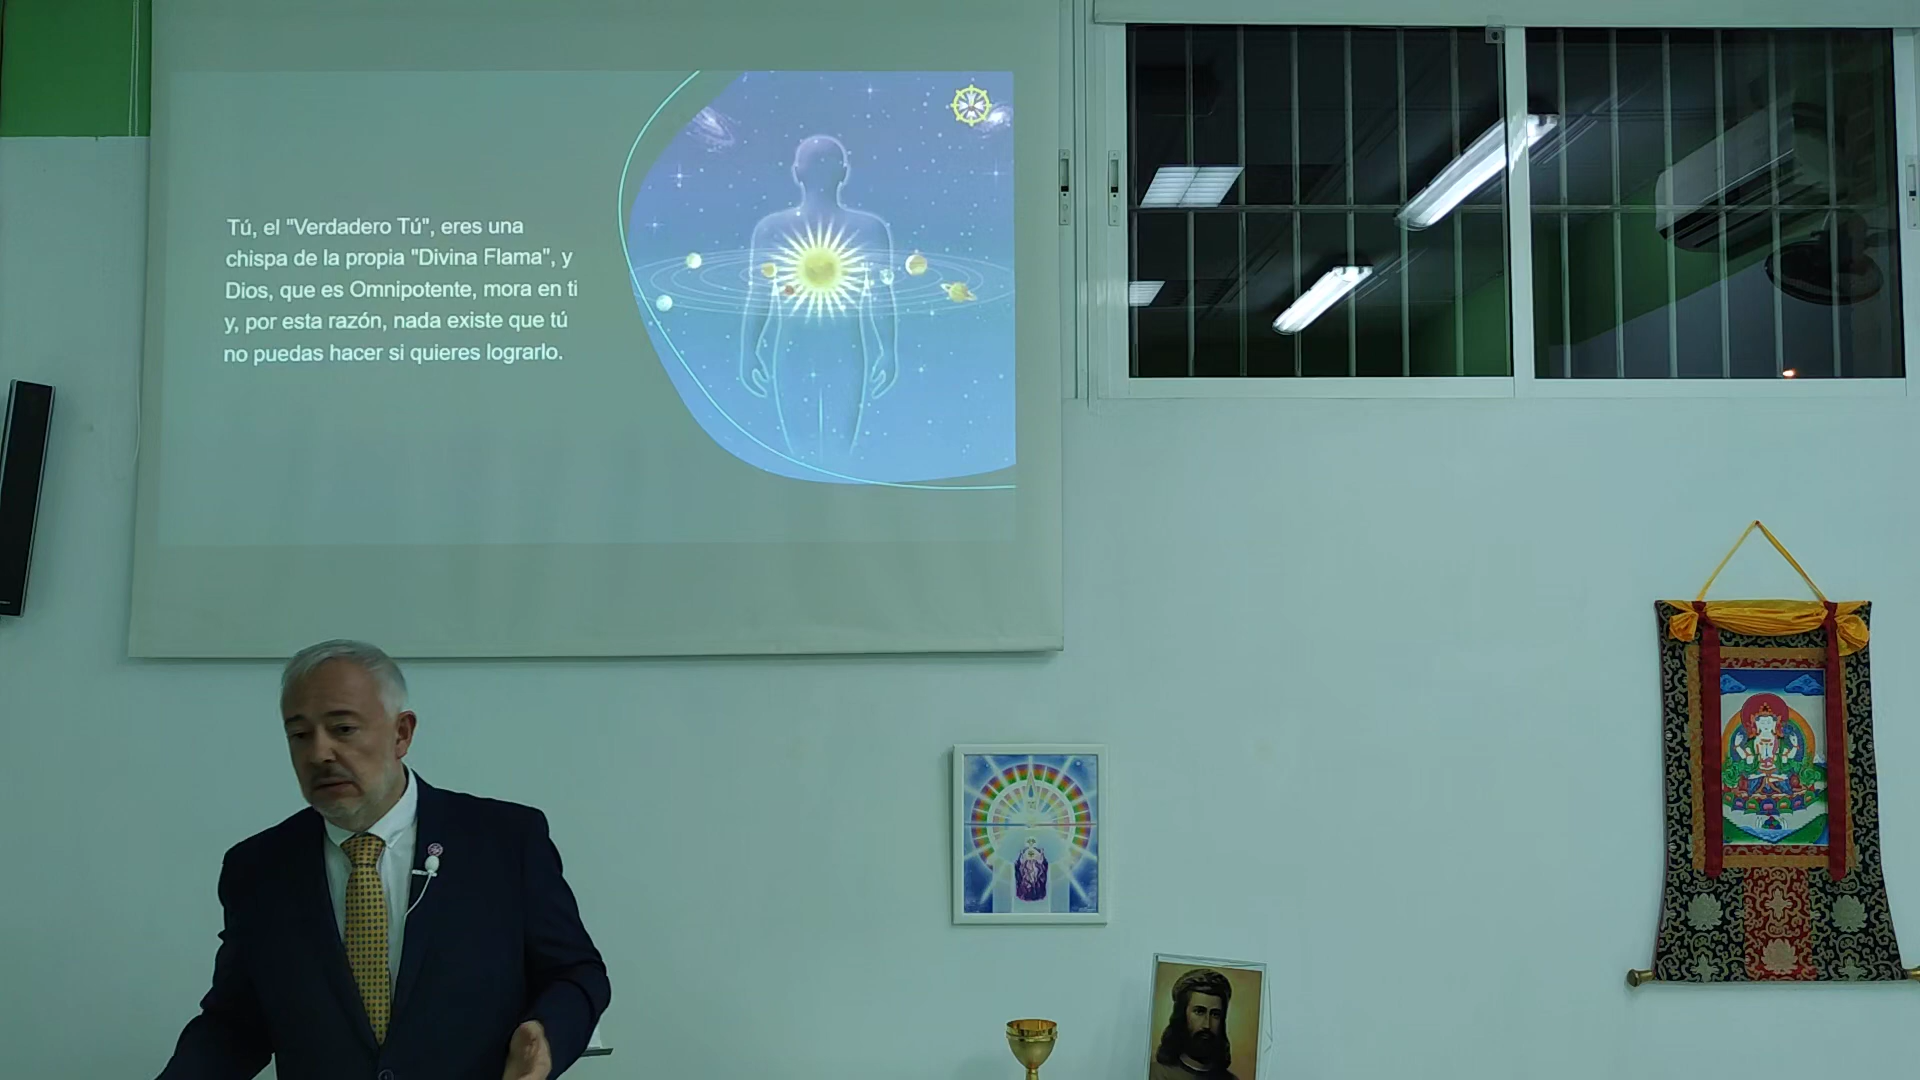 Tú, el "Verdadero Tú", eres una
chispa de la propia "Divina Flama", y
Dios, que es Omnipotente, mora en ti
y, por esta razón, nada existe que tú
no puedas hacer si quieres lograrlo.